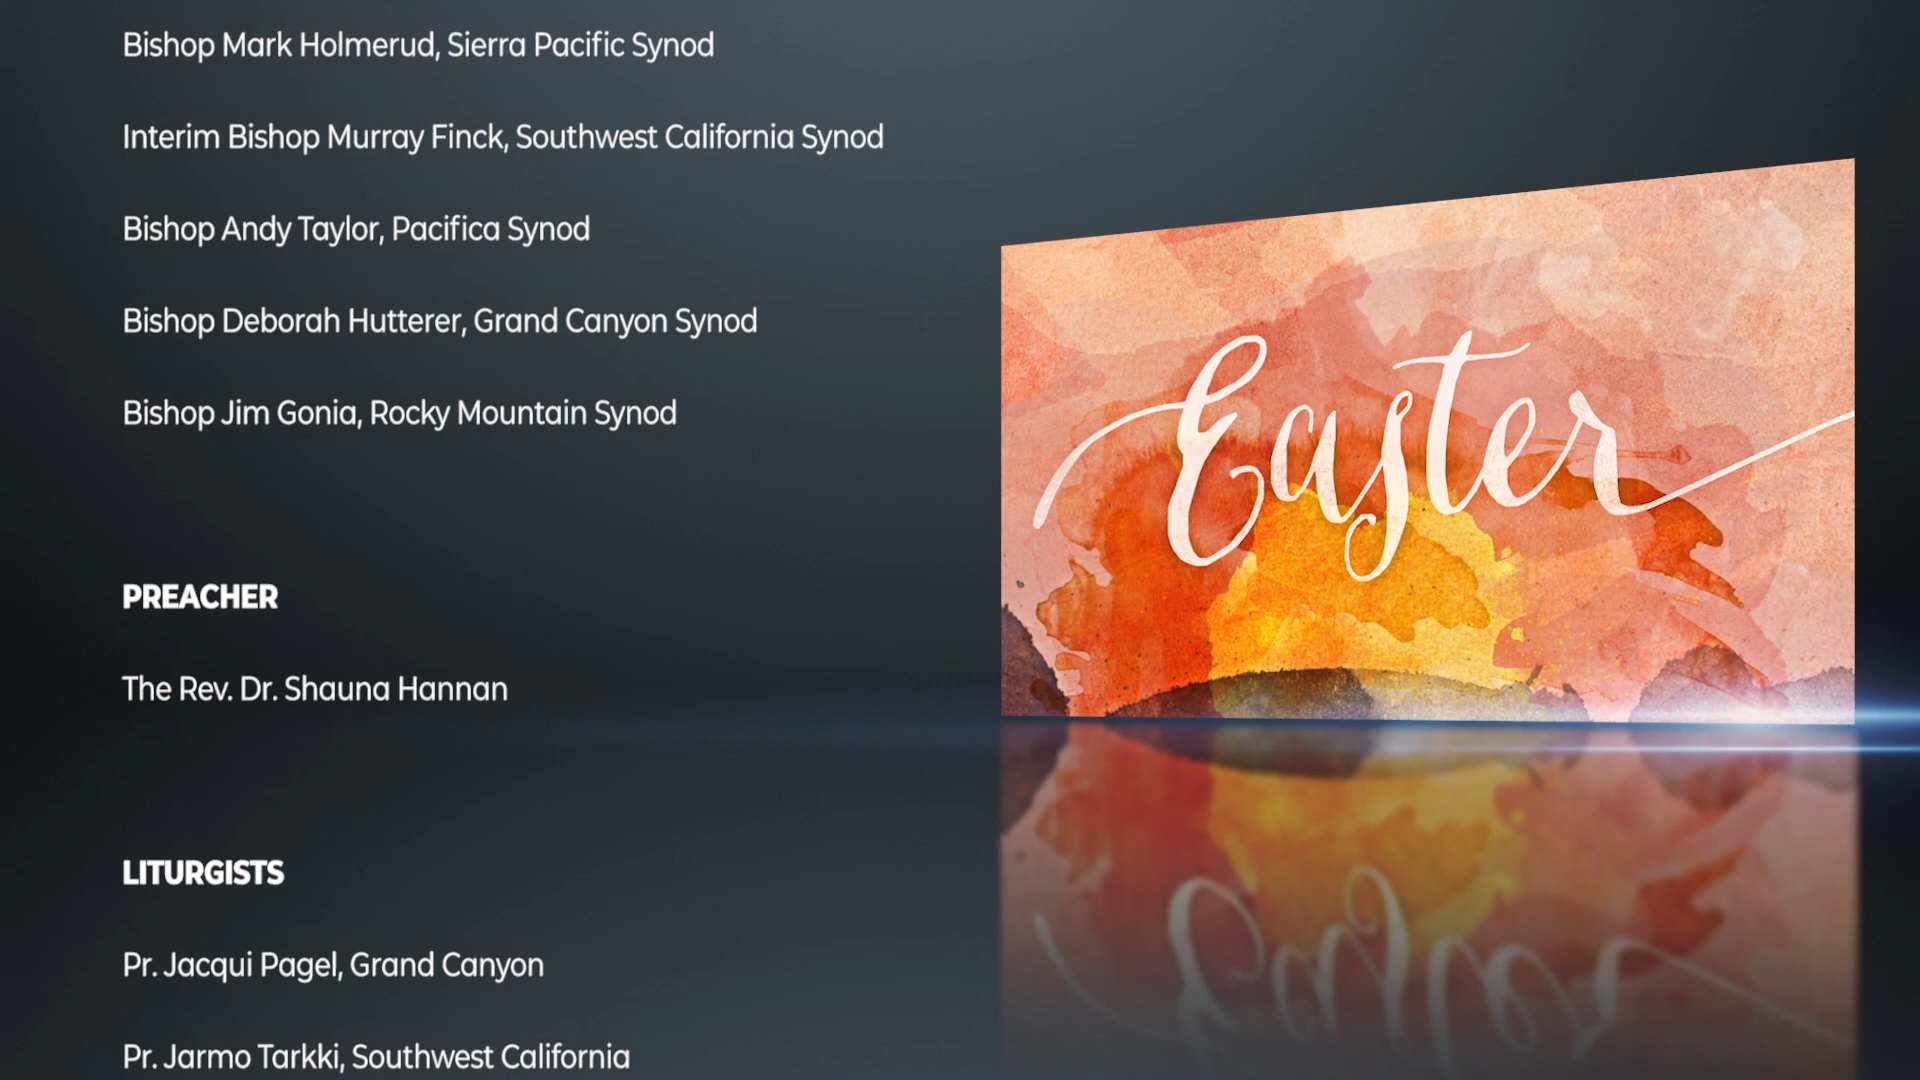 Bishop Mark Holmerud, Sierra Pacific Synod
Interim Bishop Murray Finck, Southwest California Synod
Bishop Andy Taylor, Pacifica Synod
Bishop Deborah Hutterer, Grand Canyon Synod
Bishop Jim Gonia, Rocky Mountain Synod
PREACHER
The Rev. Dr. Shauna Hannan
LITURGISTS
Pr. Jacqui Pagel, Grand Canyon
Pr. Jarmo Tarkki, Southwest California
Easter